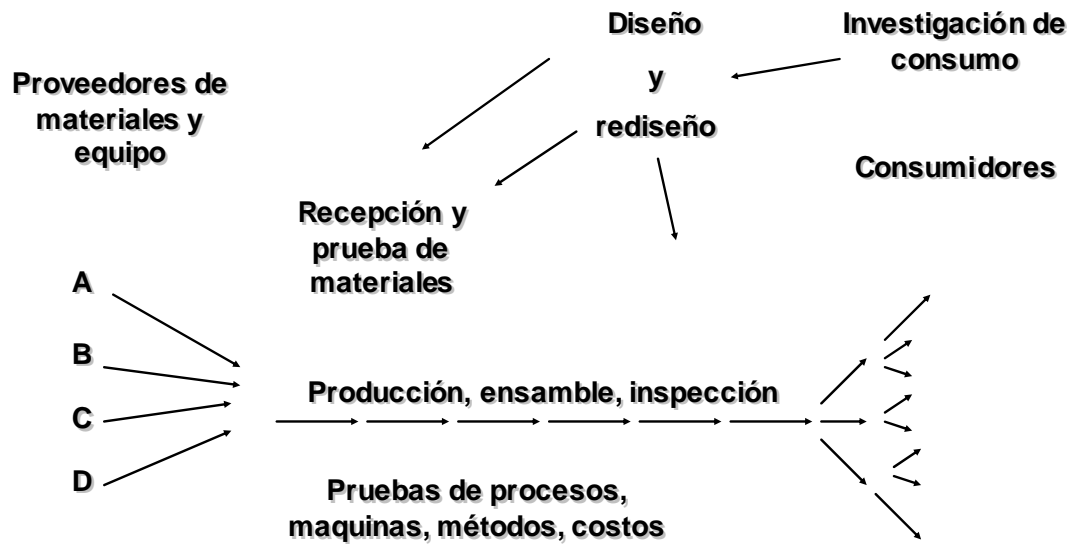 Diseño
y
rediseño
Investigación de
consumo
Proveedores de
materiales y
equipo
Consumidores
Recepción y
prueba de
materiales
A
B
C
D
Producción, ensamble, inspección
Pruebas de procesos,
maquinas, métodos, costos